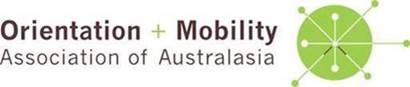 Orientation + Mobility
Association of Australasia